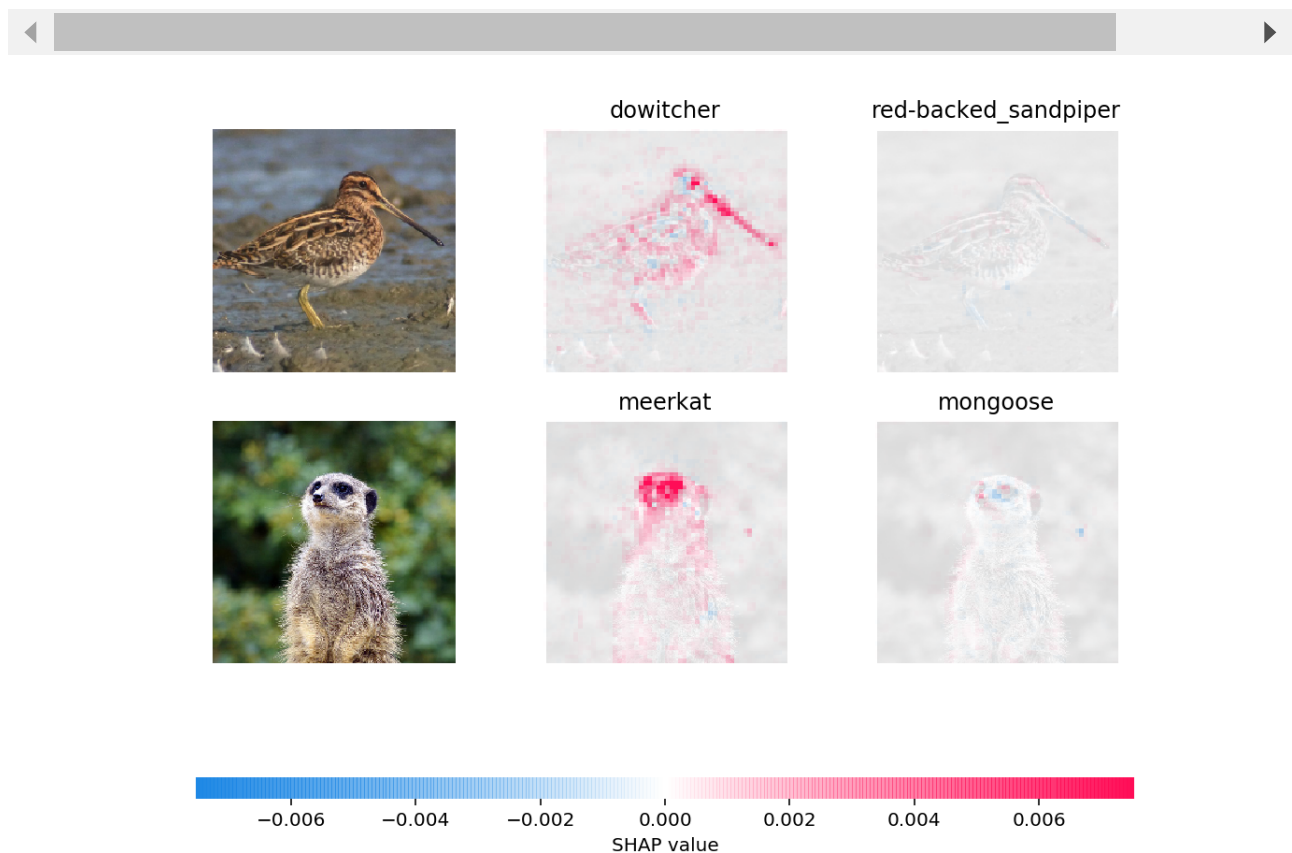 dowitcher
red-backed_sandpiper
meerkat
mongoose
−0.006 −0.004 −0.002 0.000 0.002 0.004 0.006
SHAP value